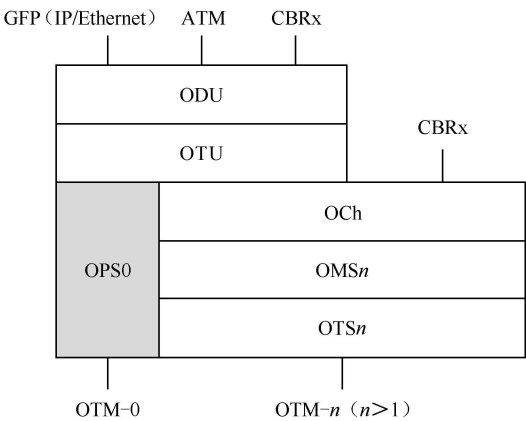 GFP（IP/Ethernet） ATM CBRx
ODU
CBRx
OTU
OCh
OPS0 OMSn
OTSn
OTM-0 OTM-n（n>1）